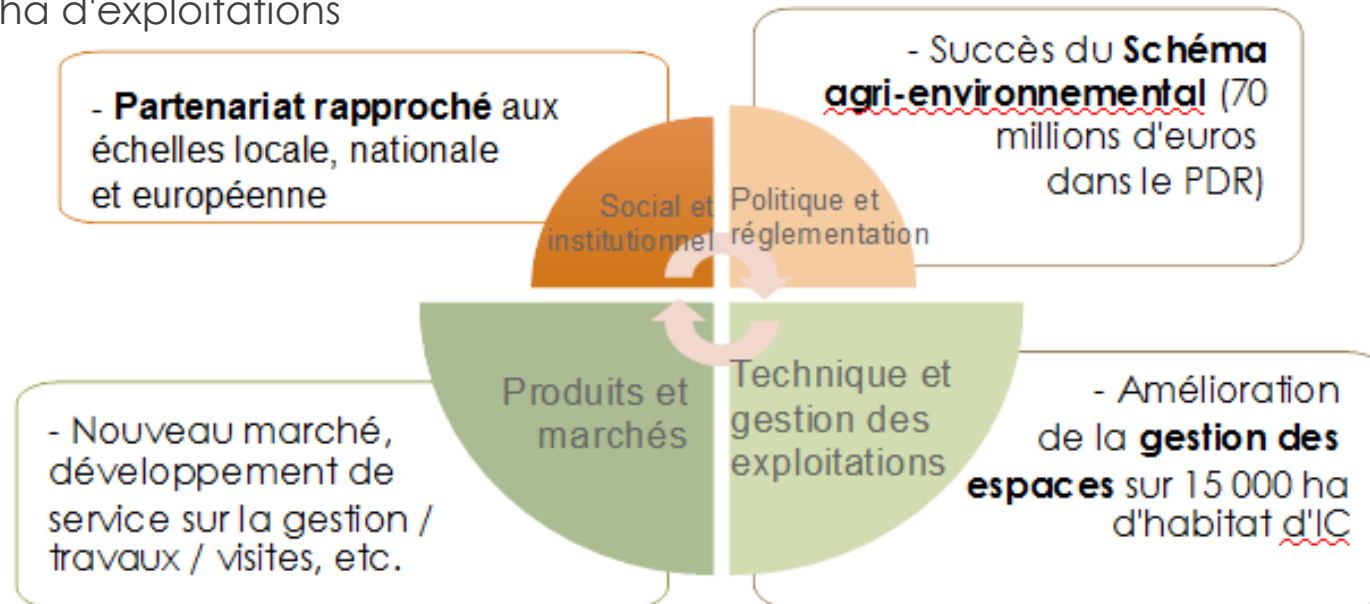 ha d'exploitations
- Partenariat rapproché aux
échelles locale, nationale
et européenne
- Succès du Schéma
agri-environnemental (70
millions d'euros
dans le PDR)
Social et
institutionnel
Politique et
réglementation
Produits et
marchés
Technique et
gestion des
exploitations
- Nouveau marché,
développement de
service sur la gestion /
travaux / visites, etc.
- Amélioration
de la gestion des
espaces sur 15 000 ha
d'habitat d'IC